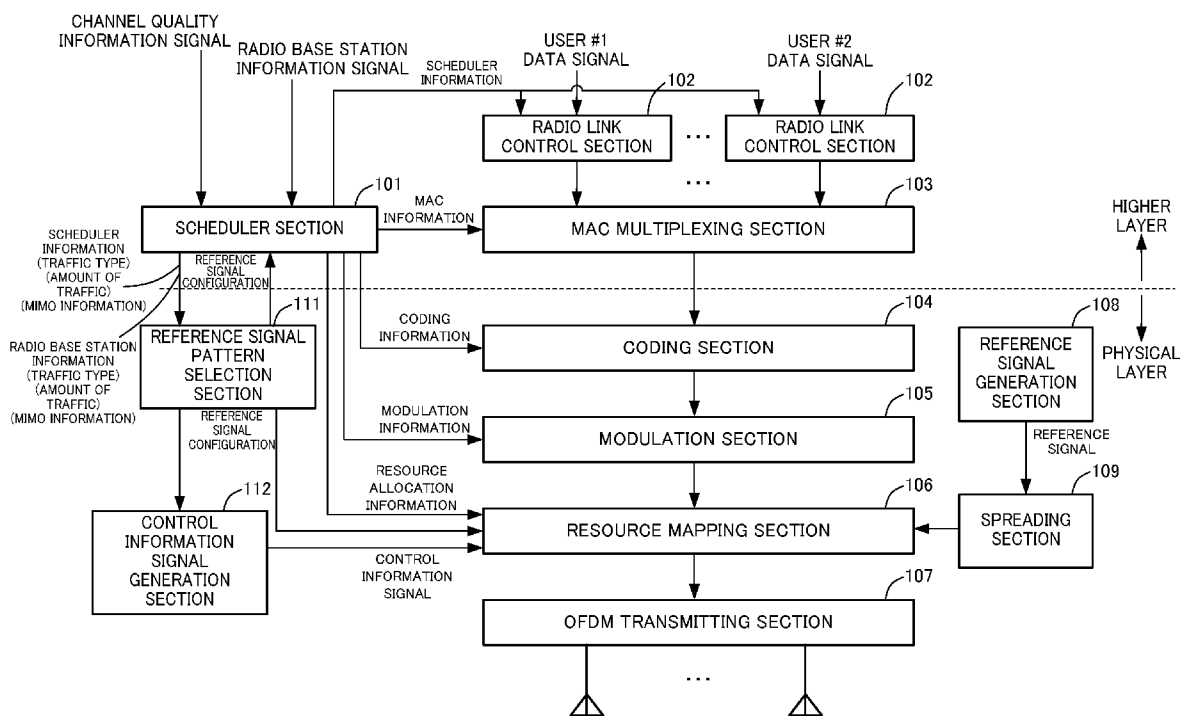 CHANNEL QUALITY
INFORMATION SIGNAL
RADIO BASE STATION
INFORMATION SIGNAL
SCHEDULER
INFORMATION
USER #1
DATA SIGNAL
USER #2
DATA SIGNAL
102
102
RADIO LINK
CONTROL SECTION
...
RADIO LINK
CONTROL SECTION
...
101
MAC
INFORMATION
103
SCHEDULER SECTION
MAC MULTIPLEXING SECTION
HIGHER
LAYER
SCHEDULER
INFORMATION
(TRAFFIC TYPE)
(AMOUNT OF
TRAFFIC)
(MIMO INFORMATION)
REFERENCE
SIGNAL
CONFIGURATION
111
104
108
REFERENCE SIGNAL
PATTERN
SELECTION
SECTION
CODING
INFORMATION
CODING SECTION
REFERENCE
SIGNAL
GENERATION
SECTION
PHYSICAL
LAYER
RADIO BASE STATION
INFORMATION
(TRAFFIC TYPE)
(AMOUNT OF
TRAFFIC)
(MIMO INFORMATION)
REFERENCE
SIGNAL
CONFIGURATION
MODULATION
INFORMATION
105
MODULATION SECTION
REFERENCE
SIGNAL
RESOURCE
ALLOCATION
INFORMATION
106
109
112
CONTROL
INFORMATION
SIGNAL
GENERATION
SECTION
RESOURCE MAPPING SECTION
SPREADING
SECTION
CONTROL
INFORMATION
SIGNAL
107
OFDM TRANSMITTING SECTION
...